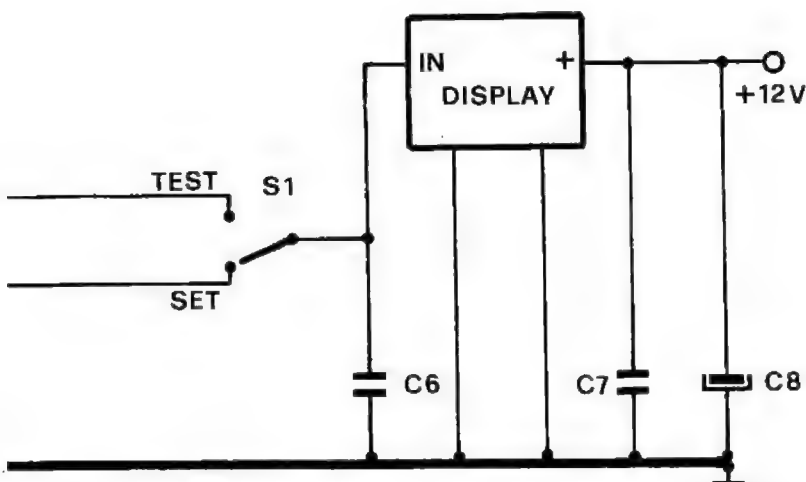 IN +
DISPLAY
+12V
TEST S1
SET
C6 C7 C8